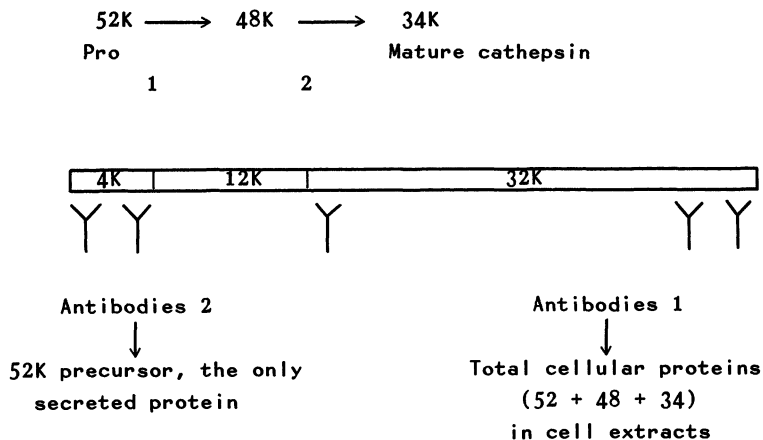 52K 48K 34K
Pro Mature cathepsin
1 2
4K 12K 32K
Antibodies 2 Antibodies 1
52K precursor, the only
secreted protein
Total cellular proteins
(52 + 48 + 34)
in cell extracts